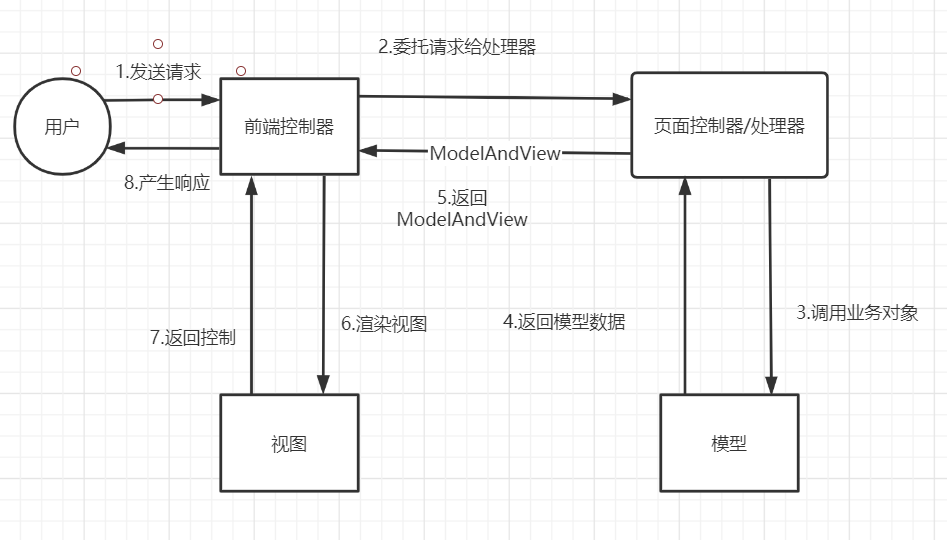 2.委托请求给处理器
1.发送请求
用户
前端控制器
页面控制器/处理器
ModelAndView
8.产生响应
5.返回
ModelAndView
7.返回控制
6.渲染视图
4.返回模型数据
3.调用业务对象
视图
模型